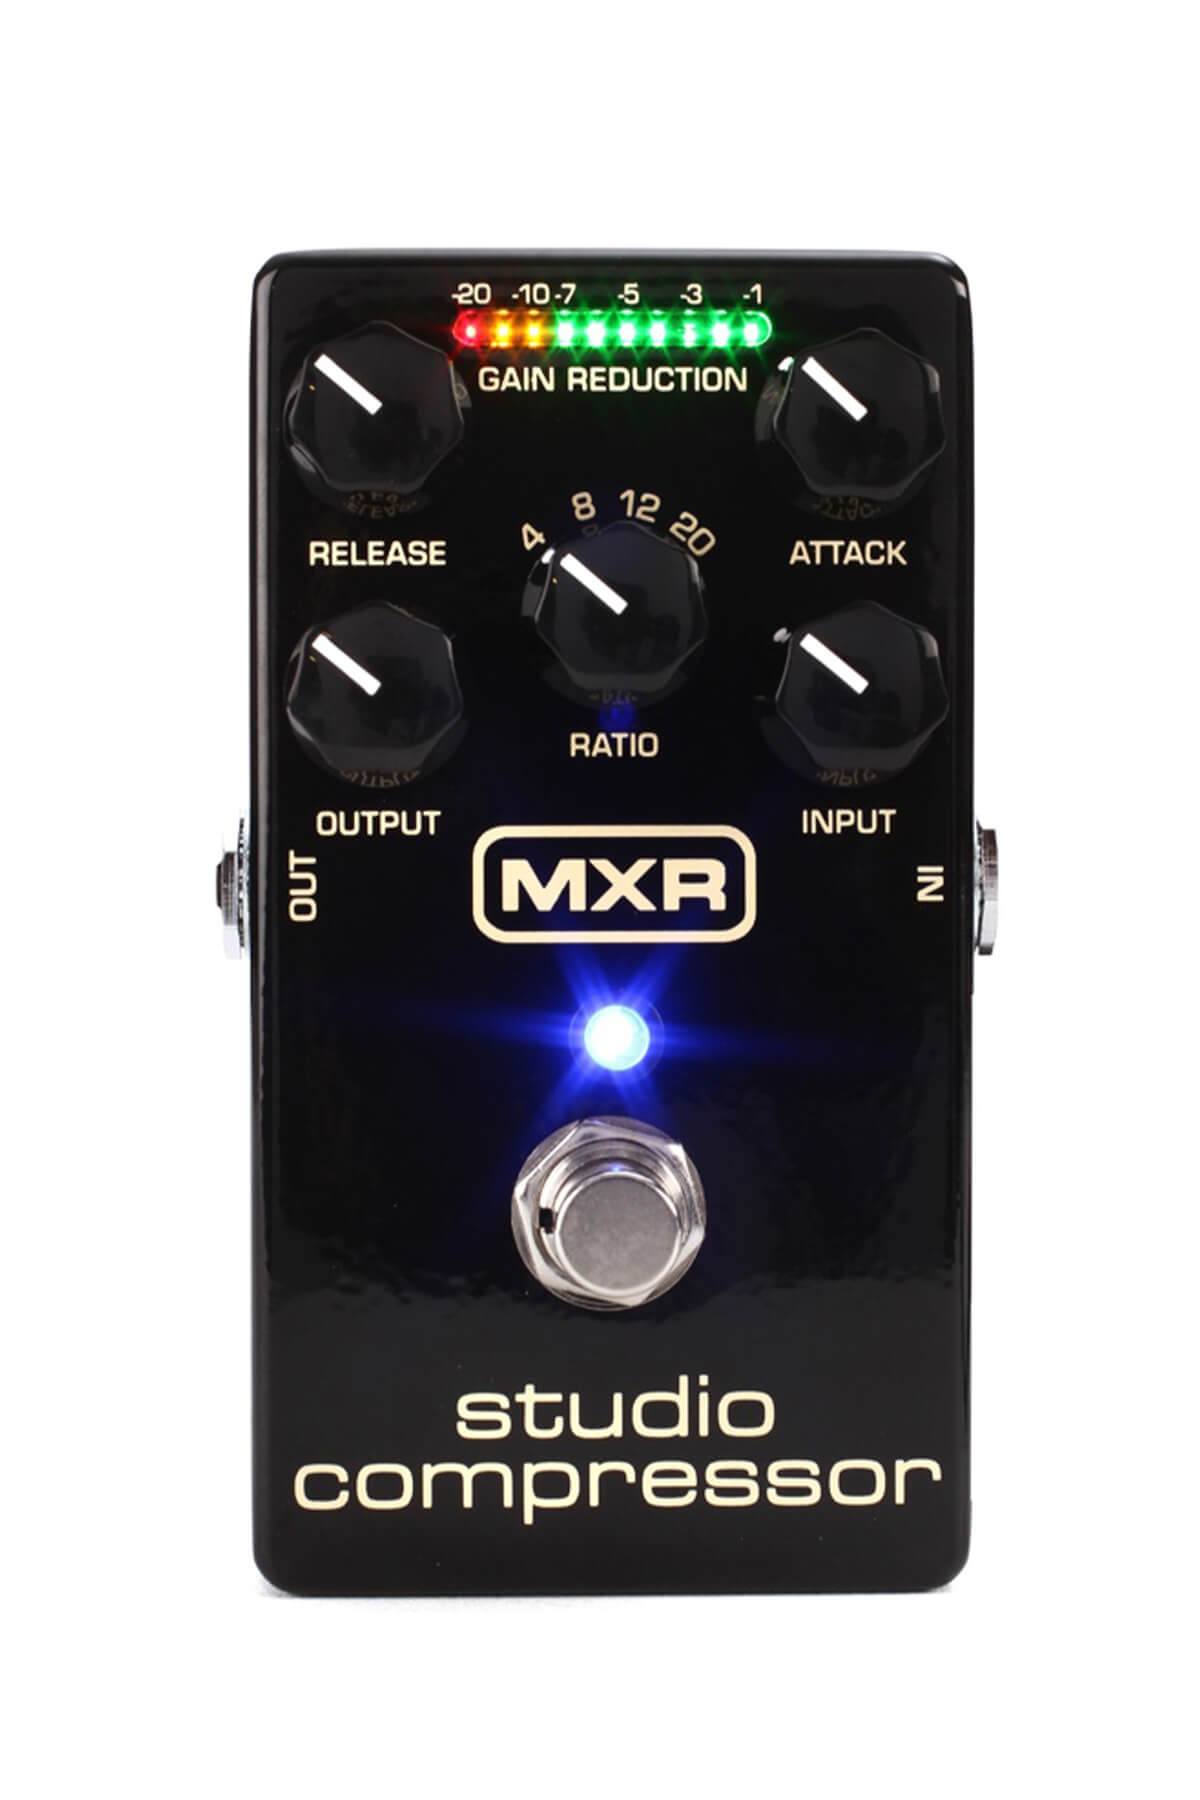 -20 -10 -7 -5 -3 -1
GAIN REDUCTION
4 8 12 20
RELEASE
ATTACK
RATIO
OUTPUT
INPUT
OUT
IN
MXR
studio
compressor